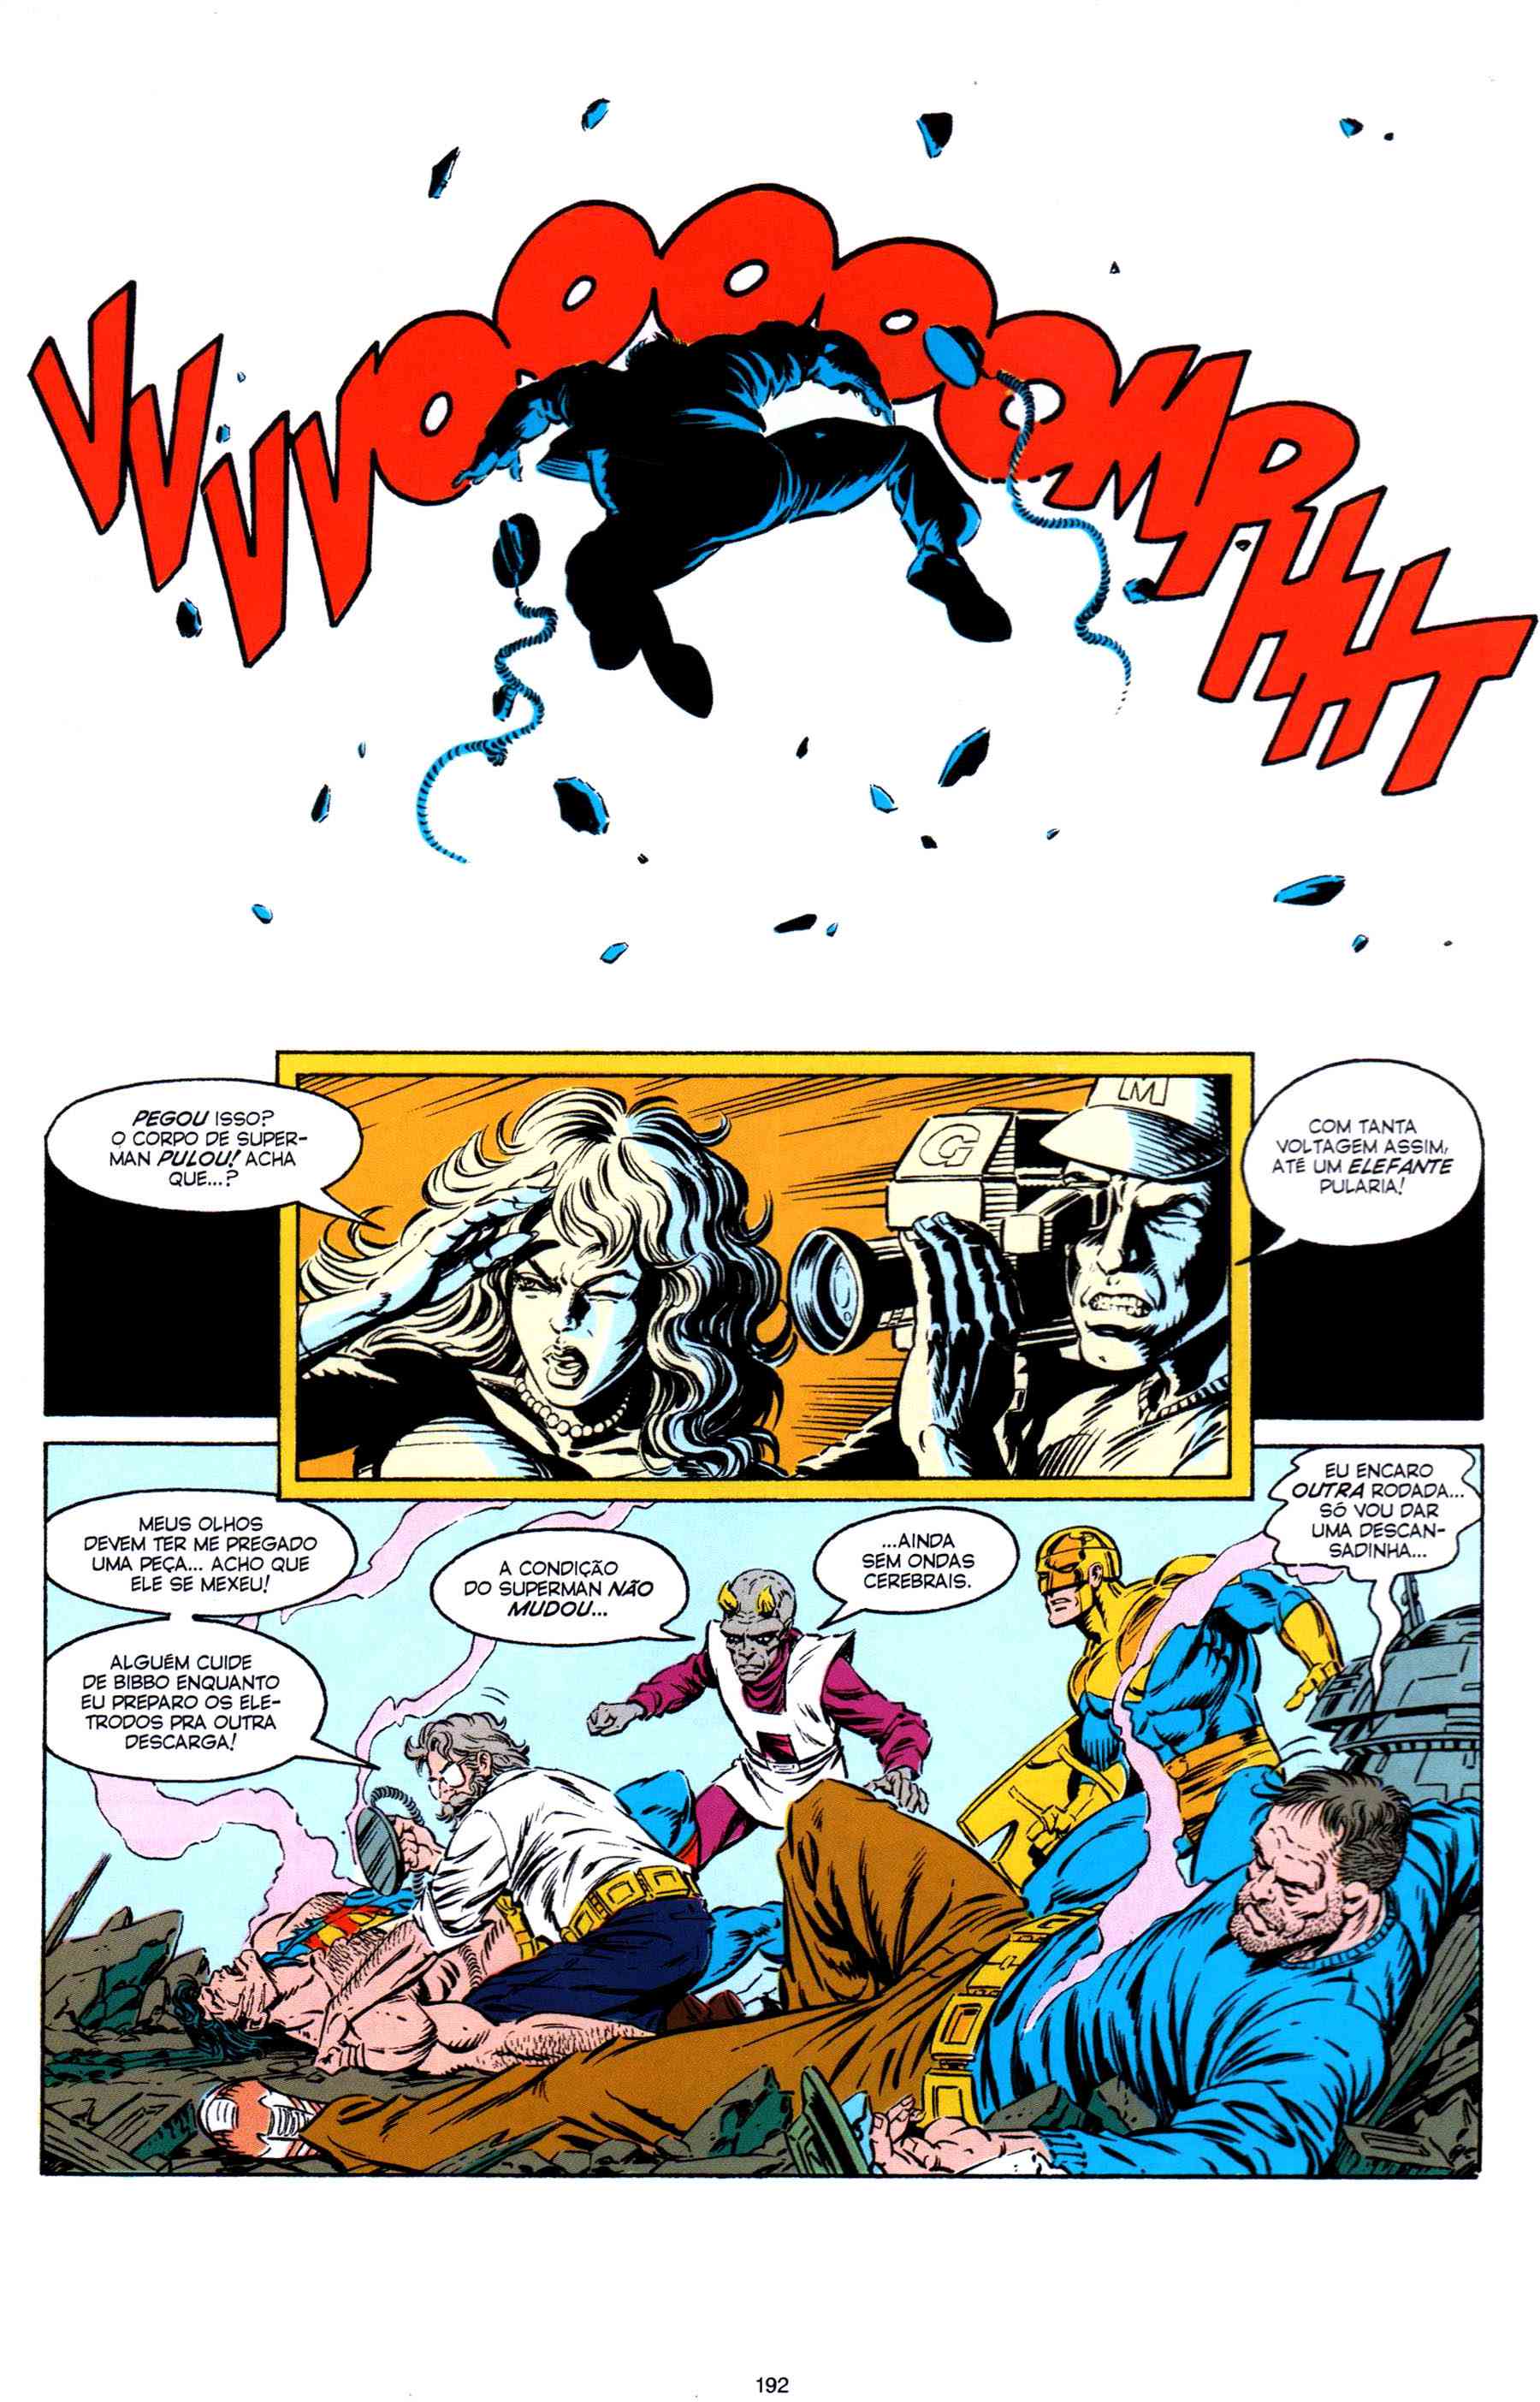 VVVVVOOOOOOMPHHT
PEGOU ISSO?
O CORPO DE SUPER-
MAN PULOU! ACHA
QUE...?
G
M
COM TANTA
VOLTAGEM ASSIM,
ATÉ UM ELEFANTE
PULARIA!
MEUS OLHOS
DEVEM TER ME PREGADO
UMA PEÇA... ACHO QUE
ELE SE MEXEU!
ALGUÉM CUIDE
DE BIBBO ENQUANTO
EU PREPARO OS ELE-
TRODOS PRA OUTRA
DESCARGA!
A CONDIÇÃO
DO SUPERMAN NÃO
MUDOU...
...AINDA
SEM ONDAS
CEREBRAIS.
EU ENCARO
OUTRA RODADA...
SÓ VOU DAR
UMA DESCAN-
SADINHA...
192